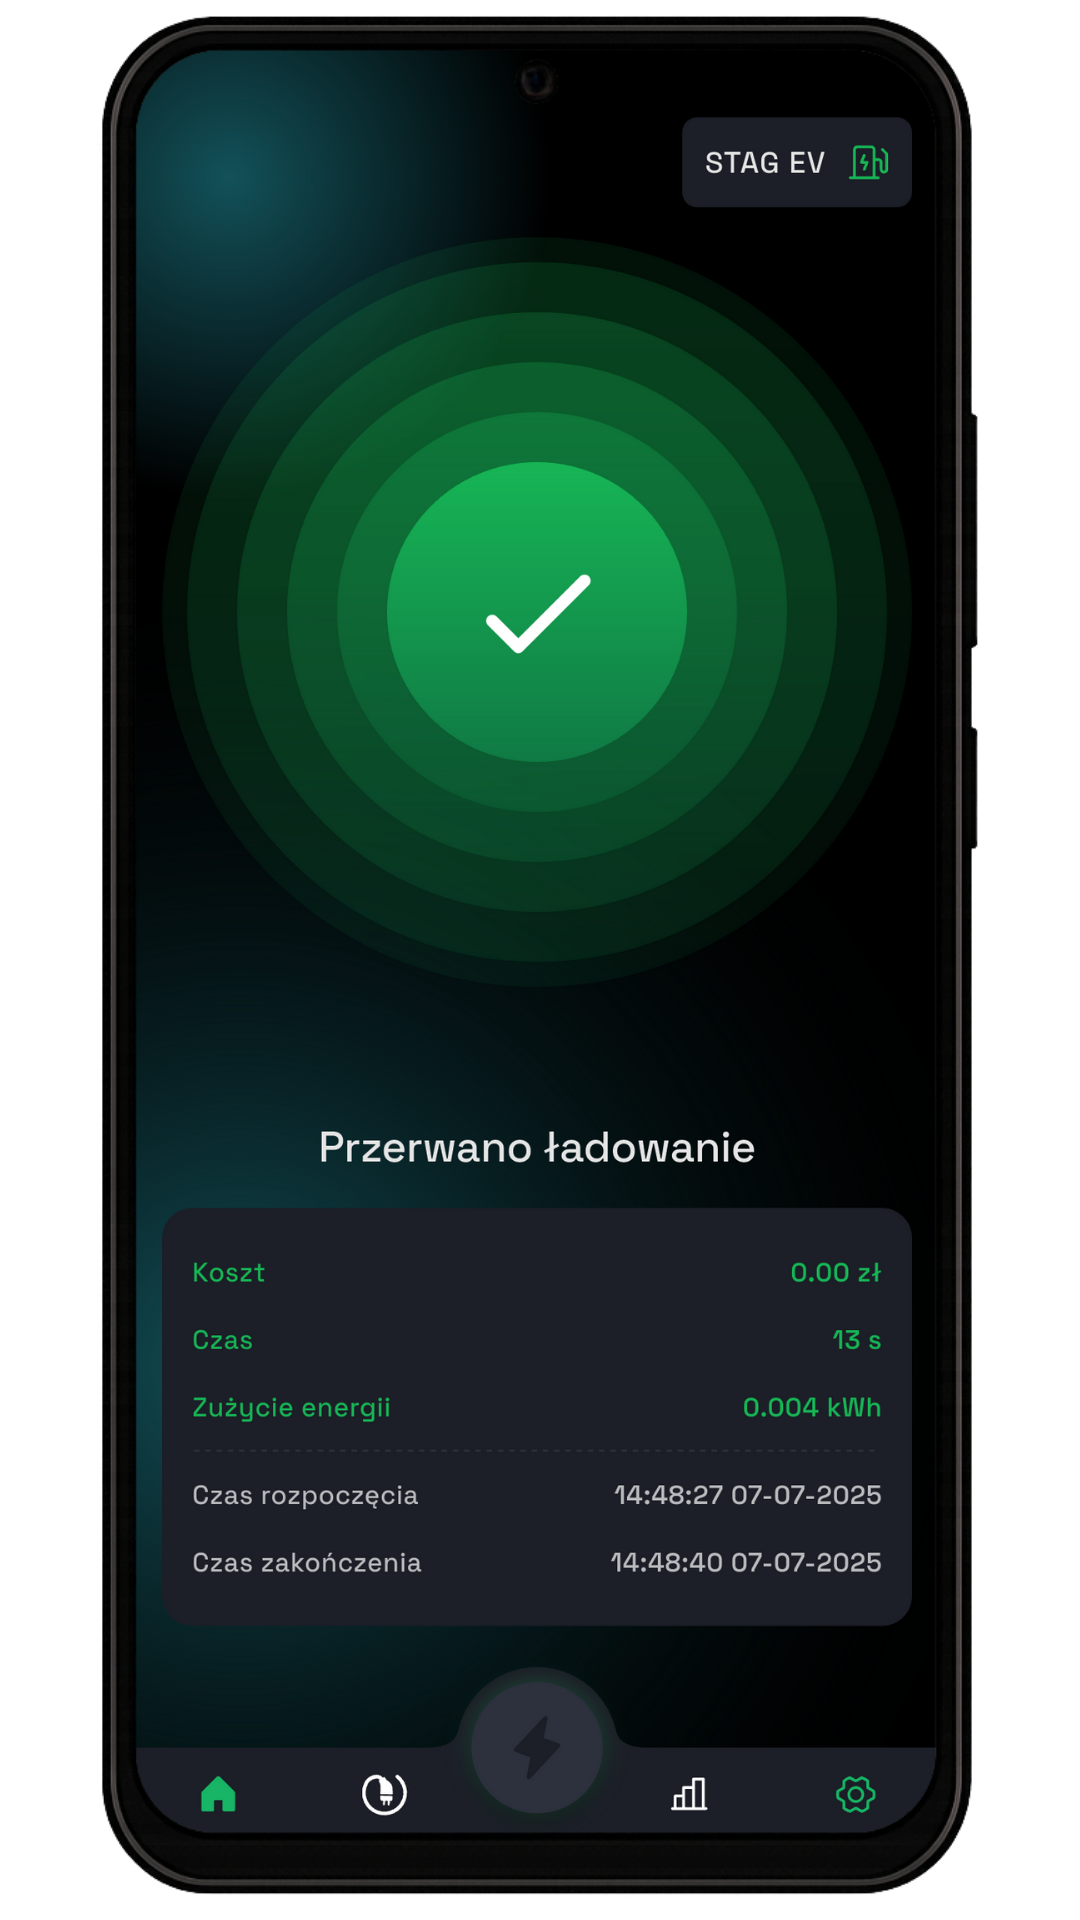 STAG EV
Przerwano ładowanie
Koszt 0.00 zł
Czas 13 s
Zużycie energii 0.004 kWh
Czas rozpoczęcia 14:48:27 07-07-2025
Czas zakończenia 14:48:40 07-07-2025